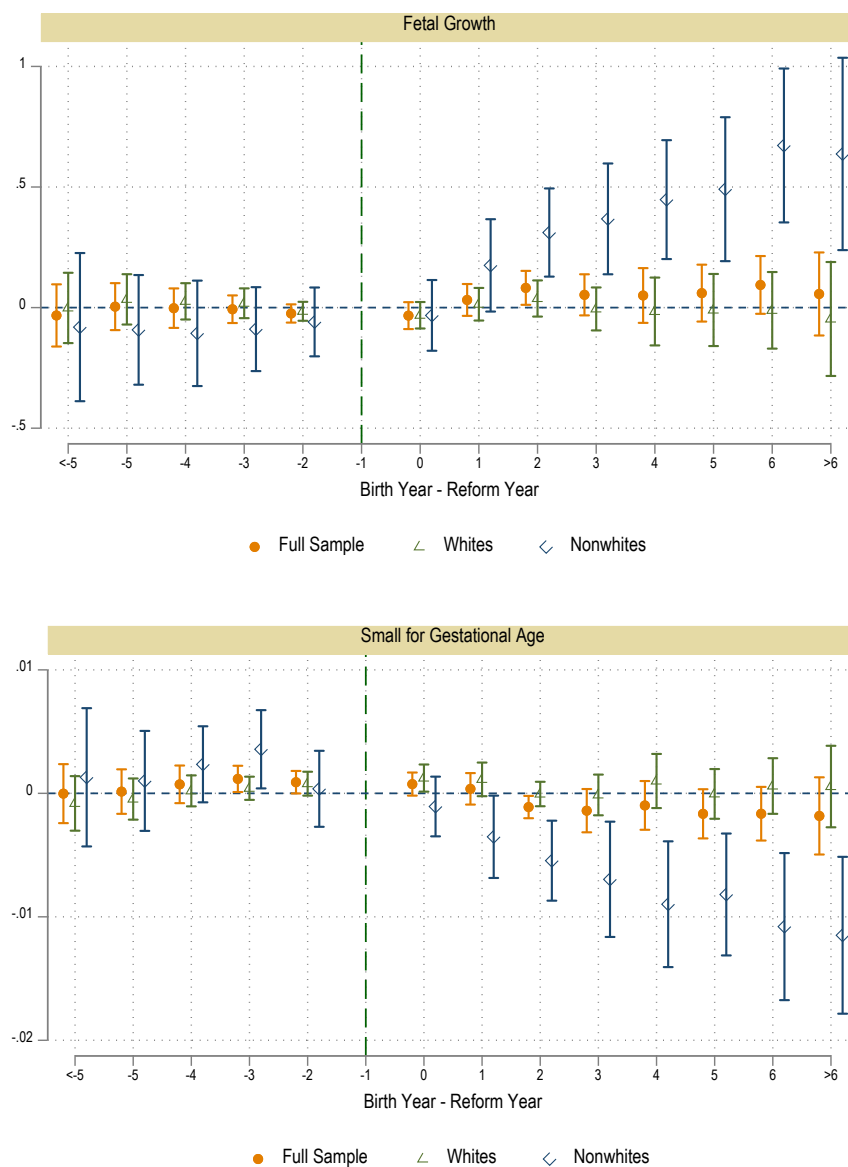 Fetal Growth
1
.5
0
-.5
<-5 -5 -4 -3 -2 -1 0 1 2 3 4 5 6 >6
Birth Year - Reform Year
Full Sample Whites Nonwhites
Small for Gestational Age
.01
0
-.01
-.02
<-5 -5 -4 -3 -2 -1 0 1 2 3 4 5 6 >6
Birth Year - Reform Year
Full Sample Whites Nonwhites